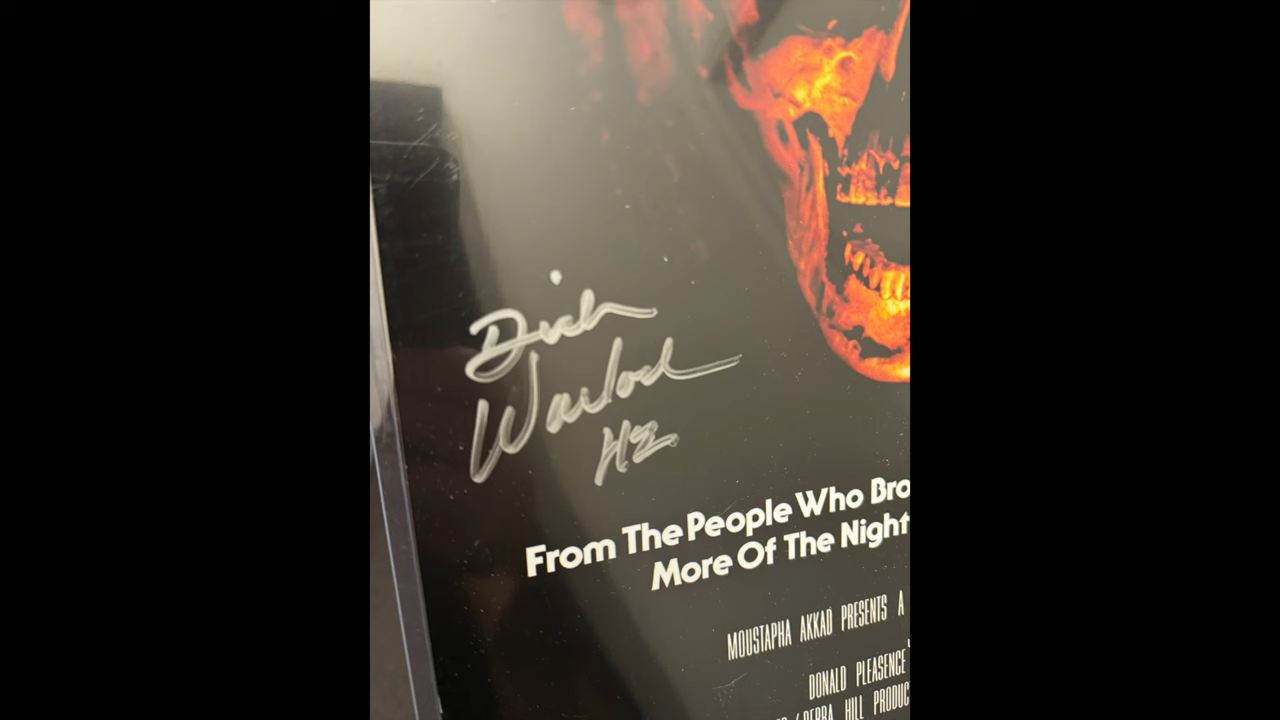 Dick
Warlock
H2
From The People Who Bro
More Of The Night
MOUSTAPHA AKKAD PRESENTS A
DONALD PLEASENCE
DEBRA HILL PRODUC